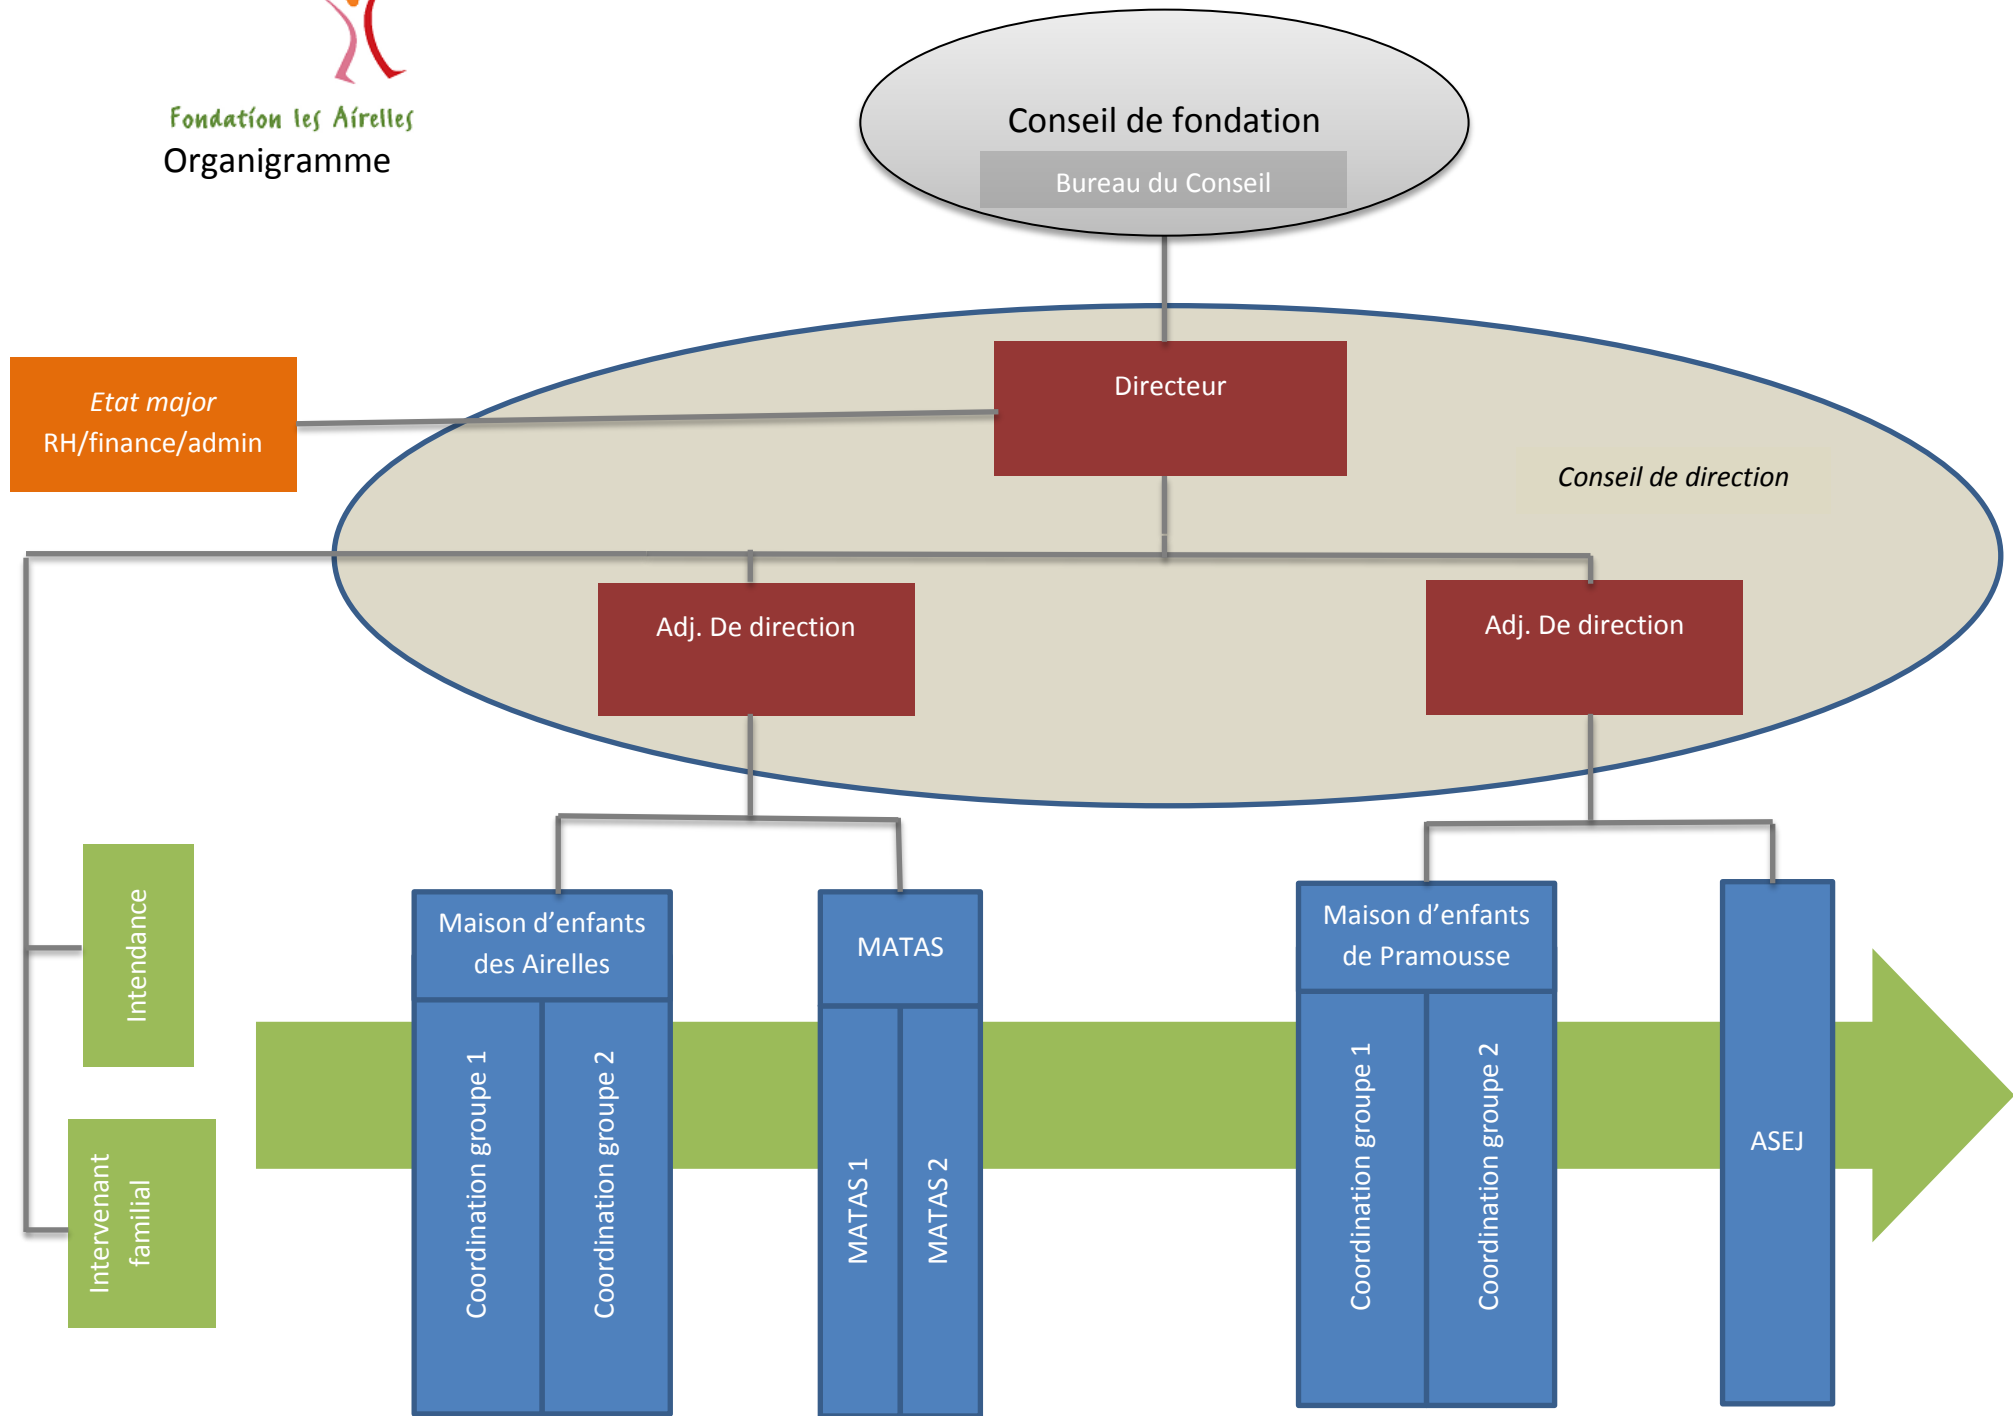 Fondation les Airelles
Organigramme
Conseil de fondation
Bureau du Conseil
Etat major
RH/finance/admin
Directeur
Conseil de direction
Adj. De direction
Adj. De direction
Intendance
Intervenant
familial
Maison d’enfants
des Airelles
Coordination groupe 1
Coordination groupe 2
MATAS
MATAS 1
MATAS 2
Maison d’enfants
de Pramousse
Coordination groupe 1
Coordination groupe 2
ASEJ